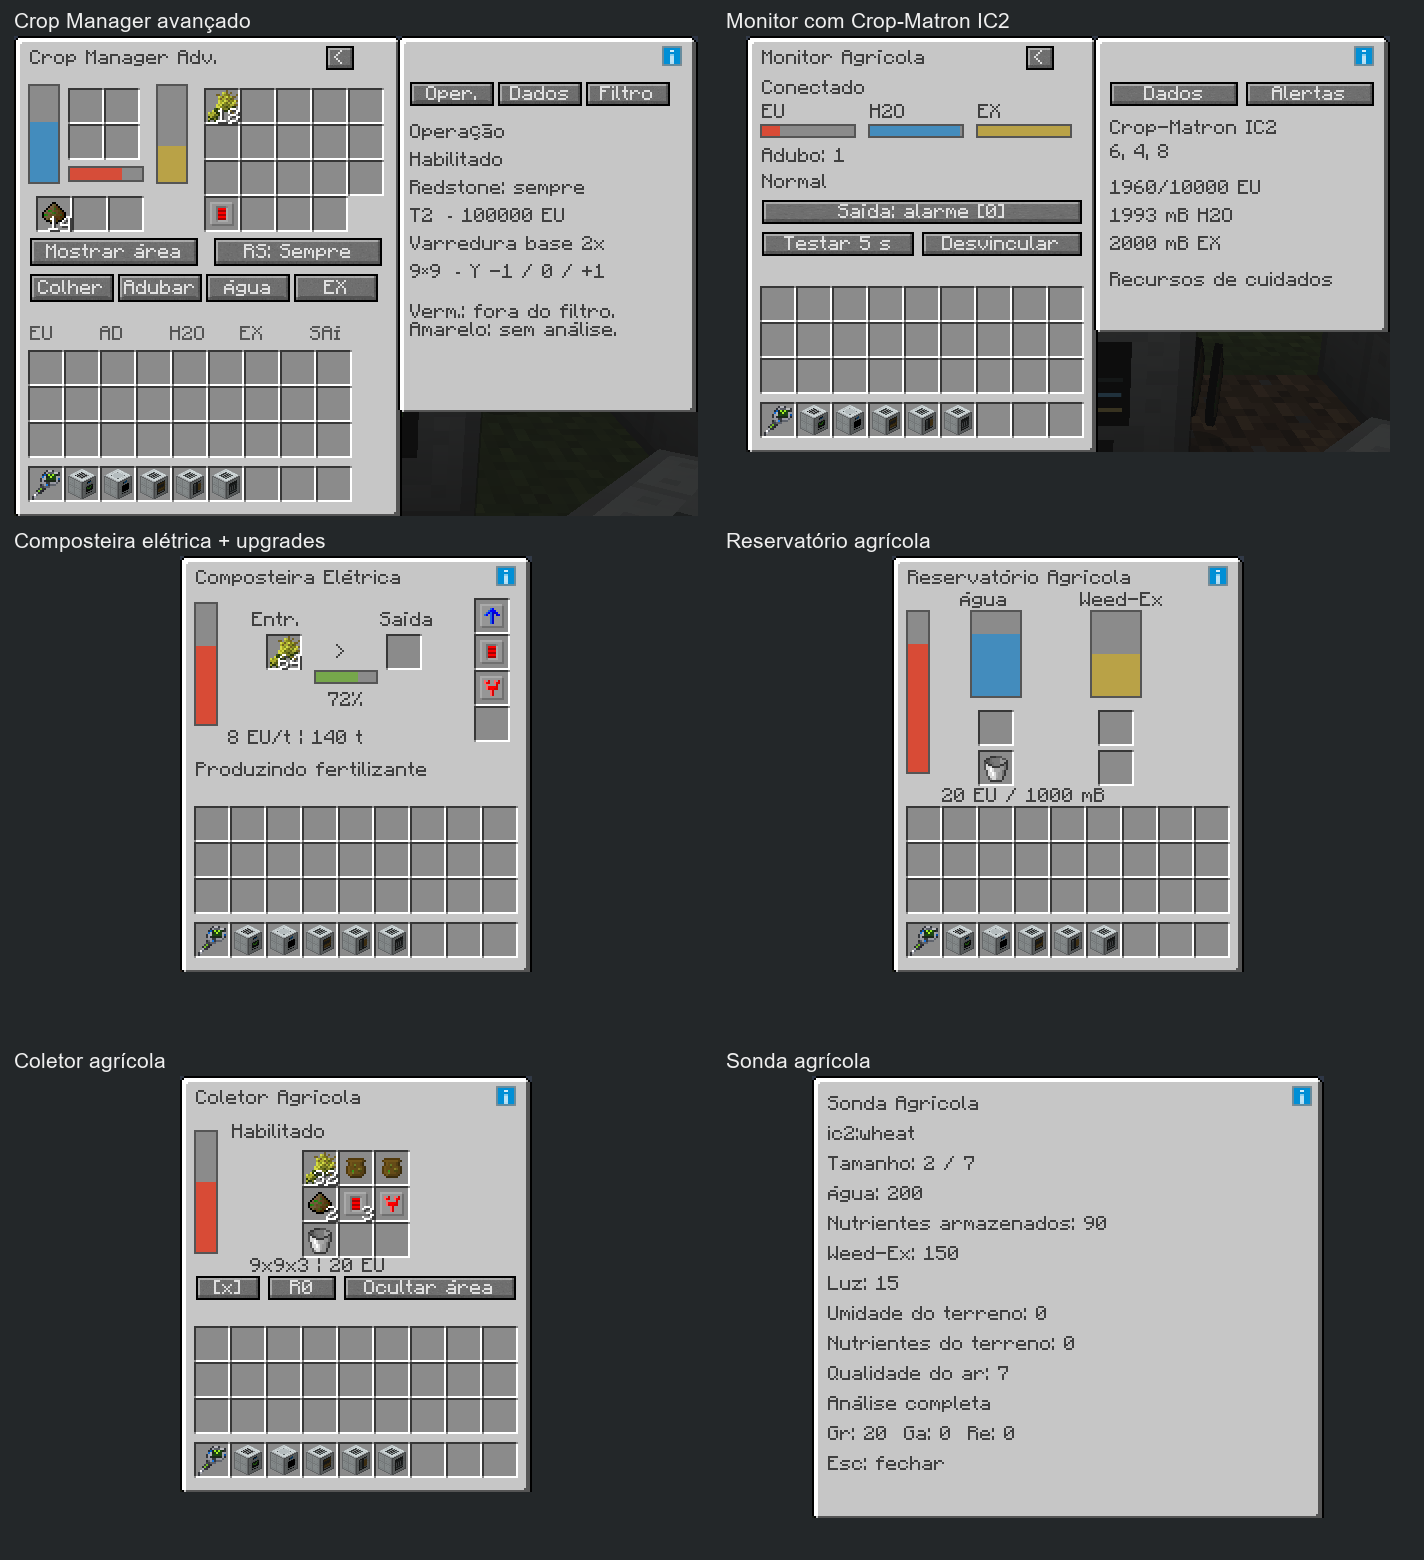 Crop Manager avançado
Crop Manager Adv.
<
18
14
Mostrar área
RS: Sempre
Colher
Adubar
Água
EX
EU AD H2O EX SAí
i
Oper.
Dados
Filtro
Operação
Habilitado
Redstone: sempre
T2 - 100000 EU
Varredura base 2x
9×9 - Y -1 / 0 / +1
Verm.: fora do filtro.
Amarelo: sem análise.
Monitor com Crop-Matron IC2
Monitor Agrícola
<
Conectado
EU H2O EX
Adubo: 1
Normal
Saída: alarme [0]
Testar 5 s
Desvincular
i
Dados
Alertas
Crop-Matron IC2
6, 4, 8
1960/10000 EU
1993 mB H2O
2000 mB EX
Recursos de cuidados
Composteira elétrica + upgrades
Composteira Elétrica
i
Entr.
Saída
64
>
72%
8 EU/t | 140 t
Produzindo fertilizante
Reservatório agrícola
Reservatório Agrícola
i
Água
Weed-Ex
20 EU / 1000 mB
Coletor agrícola
Coletor Agrícola
i
Habilitado
32
2
3
9x9x3 | 20 EU
[x]
R0
Ocultar área
Sonda agrícola
Sonda Agrícola
i
ic2:wheat
Tamanho: 2 / 7
Água: 200
Nutrientes armazenados: 90
Weed-Ex: 150
Luz: 15
Umidade do terreno: 0
Nutrientes do terreno: 0
Qualidade do ar: 7
Análise completa
Gr: 20 Ga: 0 Re: 0
Esc: fechar